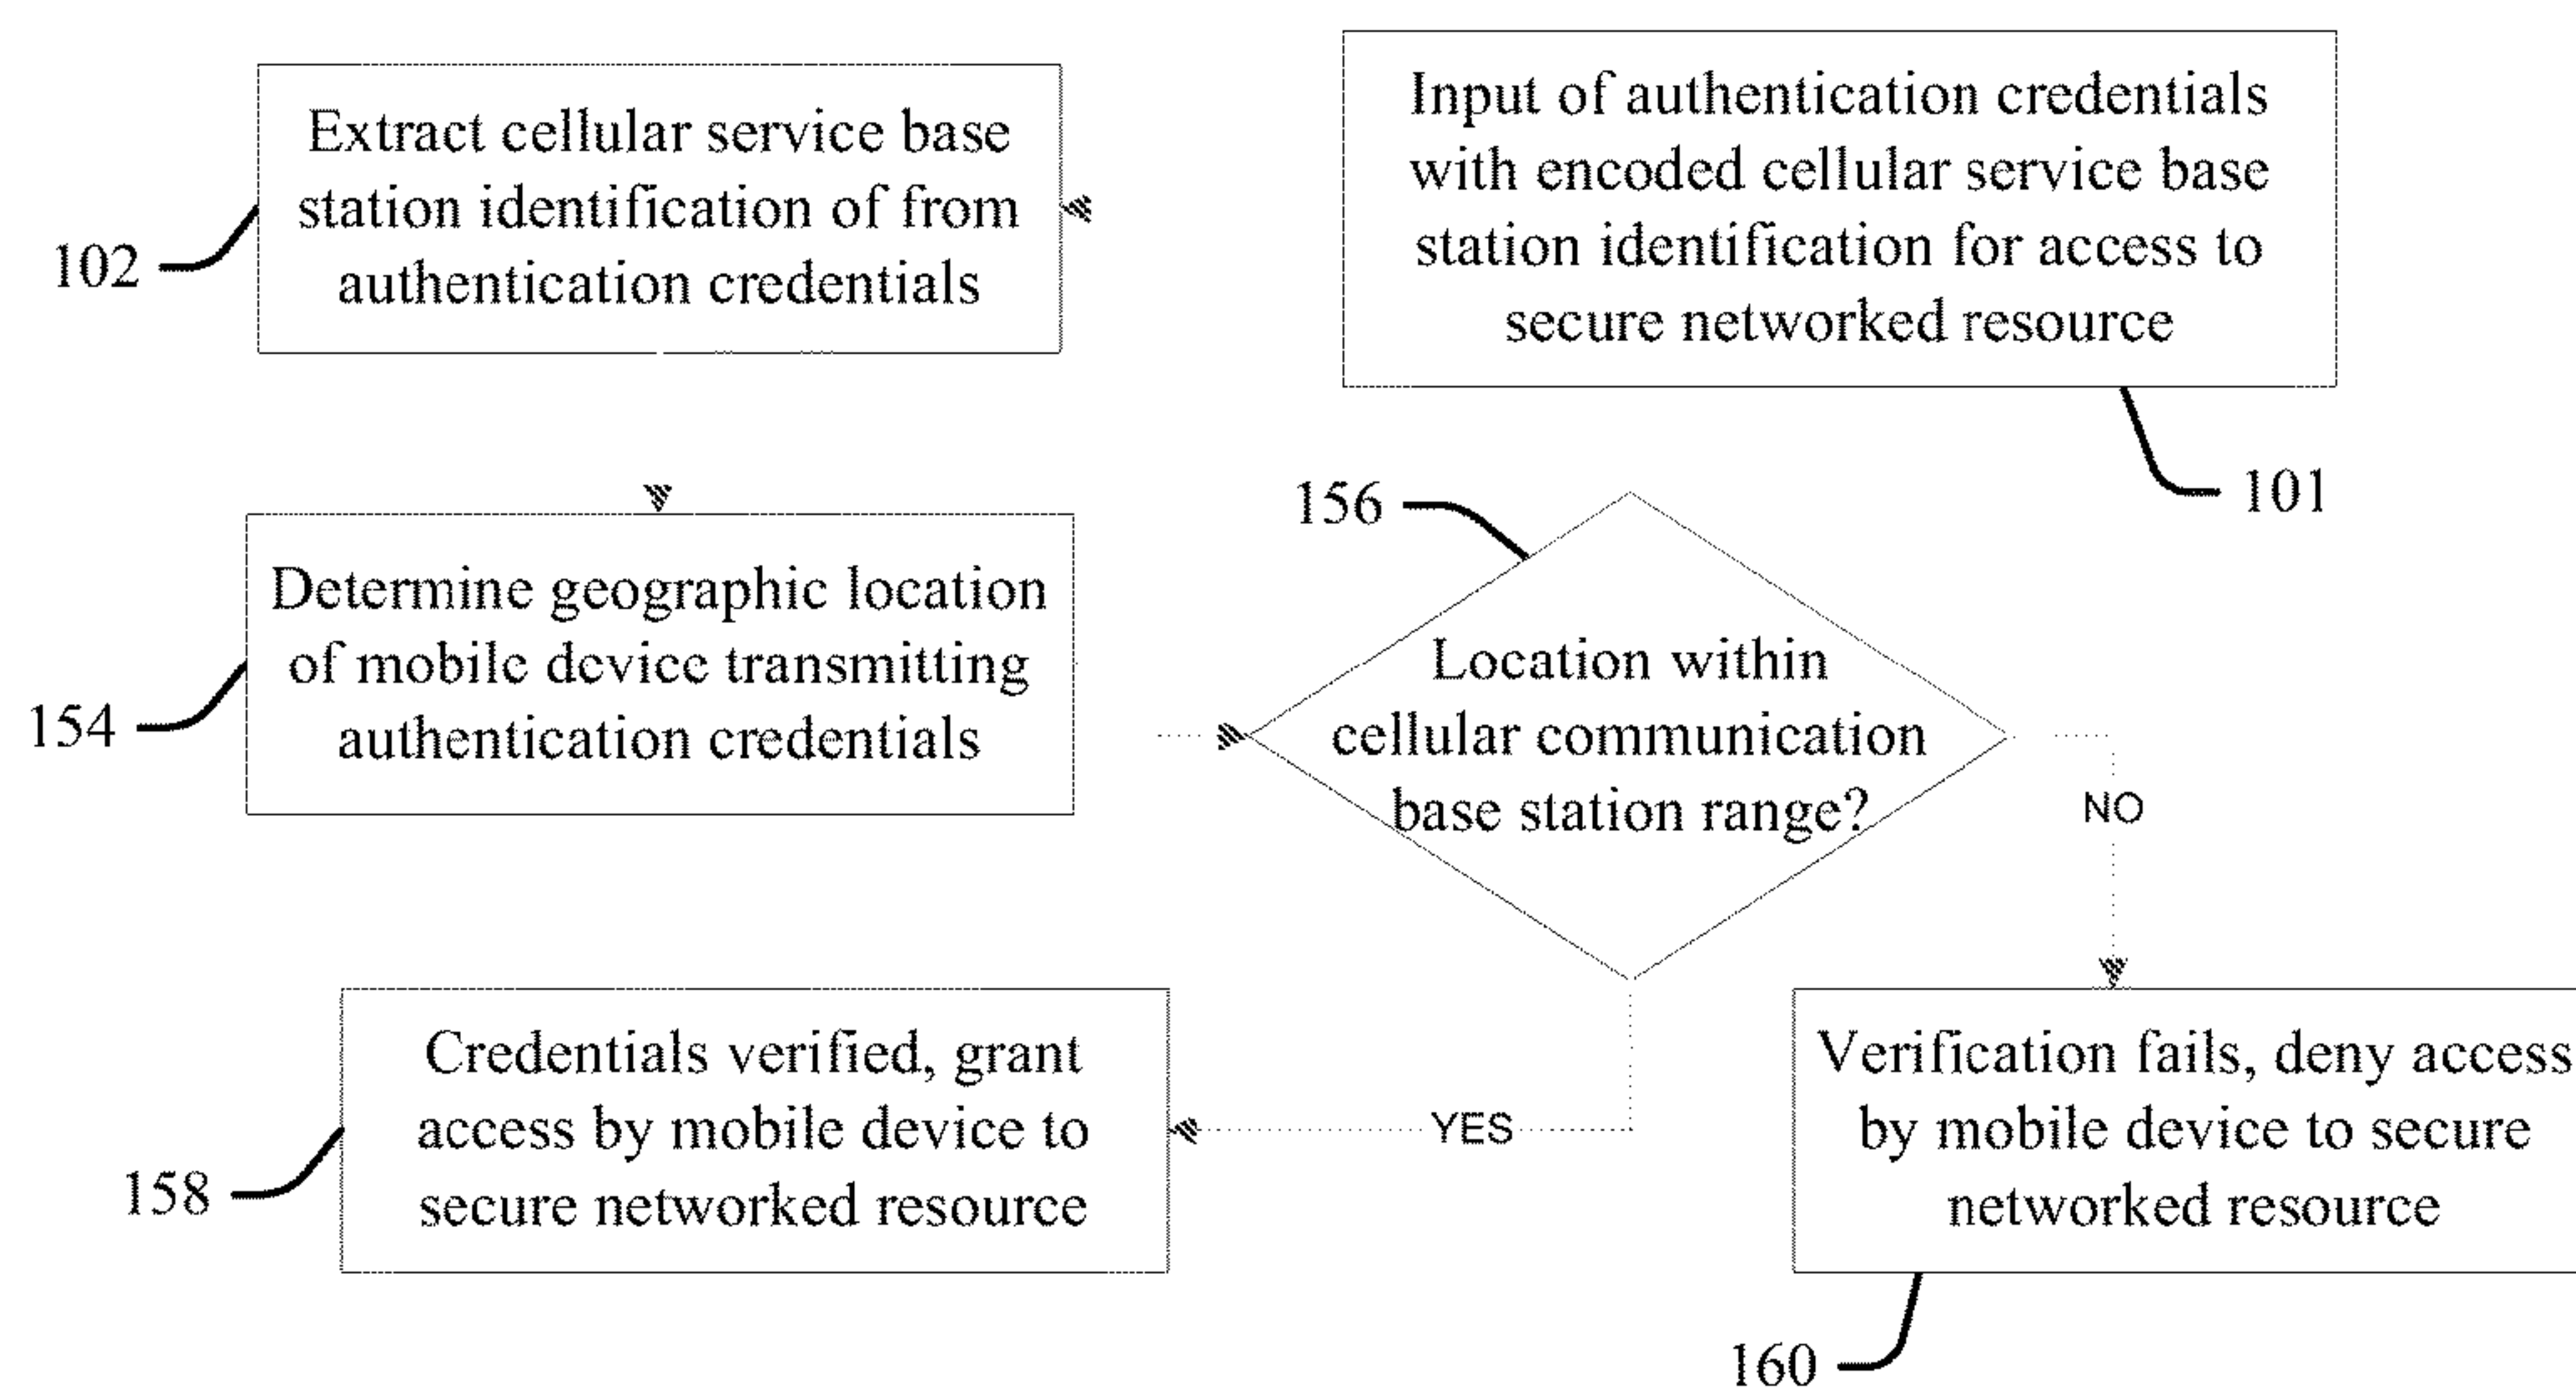 Input of authentication credentials
with encoded cellular service base
station identification for access to
secure networked resource
101
Extract cellular service base
station identification of from
authentication credentials
102
Determine geographic location
of mobile device transmitting
authentication credentials
154
156
Location within
cellular communication
base station range?
NO
YES
Credentials verified, grant
access by mobile device to
secure networked resource
158
Verification fails, deny access
by mobile device to secure
networked resource
160